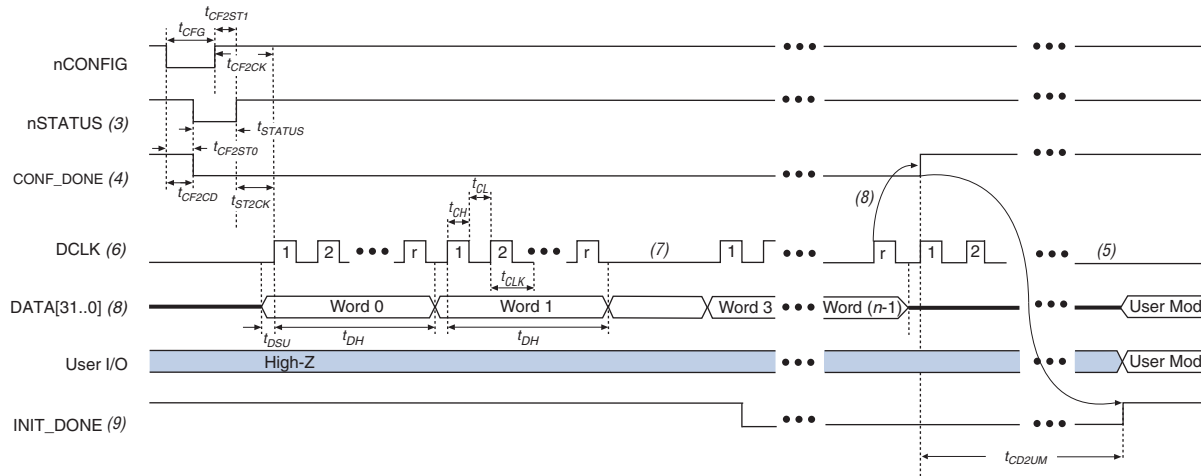 tCF2ST1
tCFG
nCONFIG
tCF2CK
nSTATUS (3)
tSTATUS
tCF2ST0
CONF_DONE (4)
tCF2CD
tST2CK
tCL
tCH
(8)
DCLK (6)
1 2 r 1 2 r (7) 1 r 1 2 (5)
tCLK
DATA[31..0] (8)
Word 0 Word 1 Word 3 Word (n-1) User Mod
tDSU tDH tDH
User I/O High-Z User Mod
INIT_DONE (9)
tCD2UM